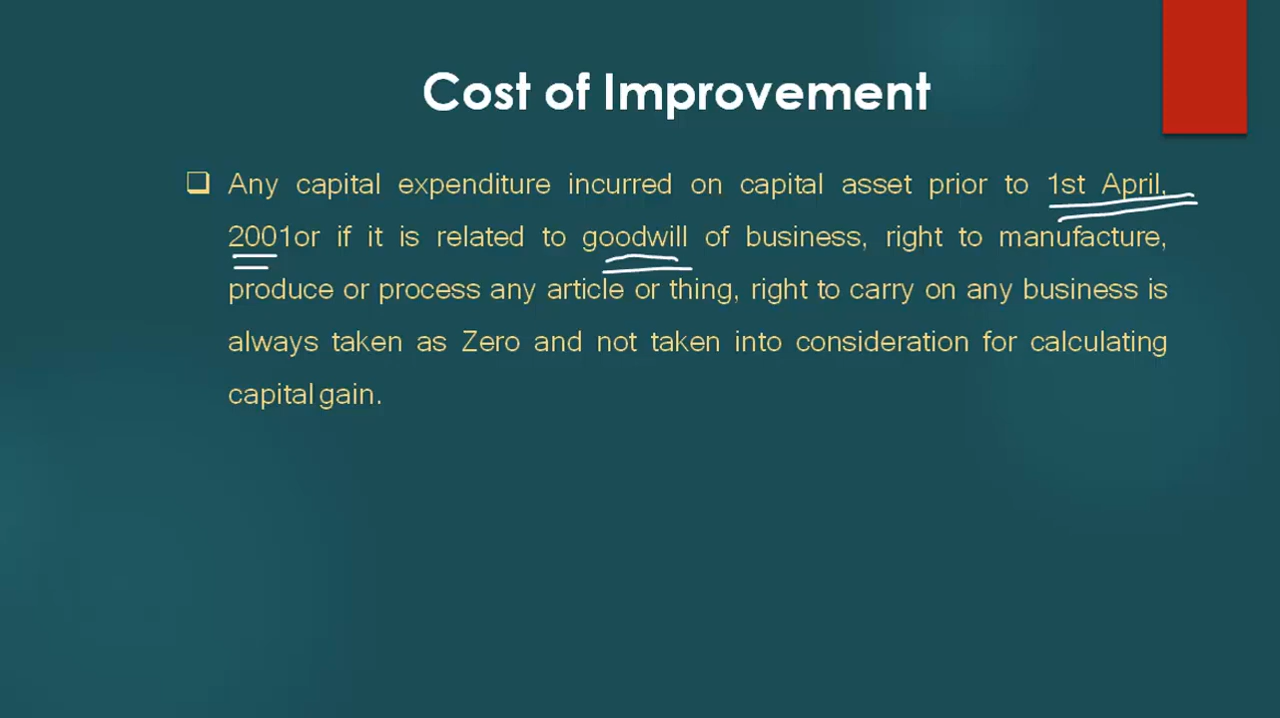 Cost of Improvement
❑ Any capital expenditure incurred on capital asset prior to 1st April,
2001or if it is related to goodwill of business, right to manufacture,
produce or process any article or thing, right to carry on any business is
always taken as Zero and not taken into consideration for calculating
capital gain.